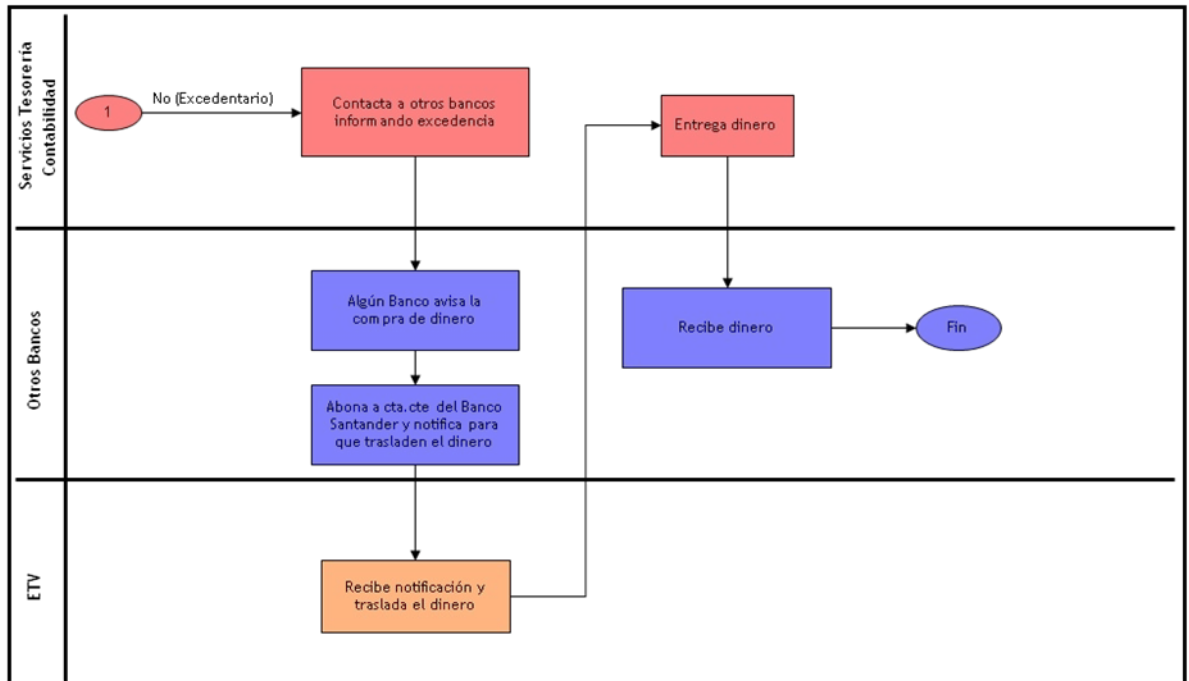 Servicios Tesorería
Contabilidad
1
No (Excedentario)
Contacta a otros bancos
informando excedencia
Entrega dinero
Otros Bancos
Algún Banco avisa la
compra de dinero
Recibe dinero
Fin
Abona a cta.cte del Banco
Santander y notifica para
que trasladen el dinero
ETV
Recibe notificación y
traslada el dinero